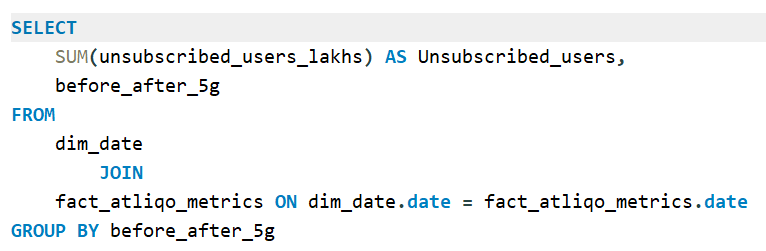 SELECT
    SUM(unsubscribed_users_lakhs) AS Unsubscribed_users,
    before_after_5g
FROM
    dim_date
        JOIN
    fact_atliqo_metrics ON dim_date.date = fact_atliqo_metrics.date
GROUP BY before_after_5g